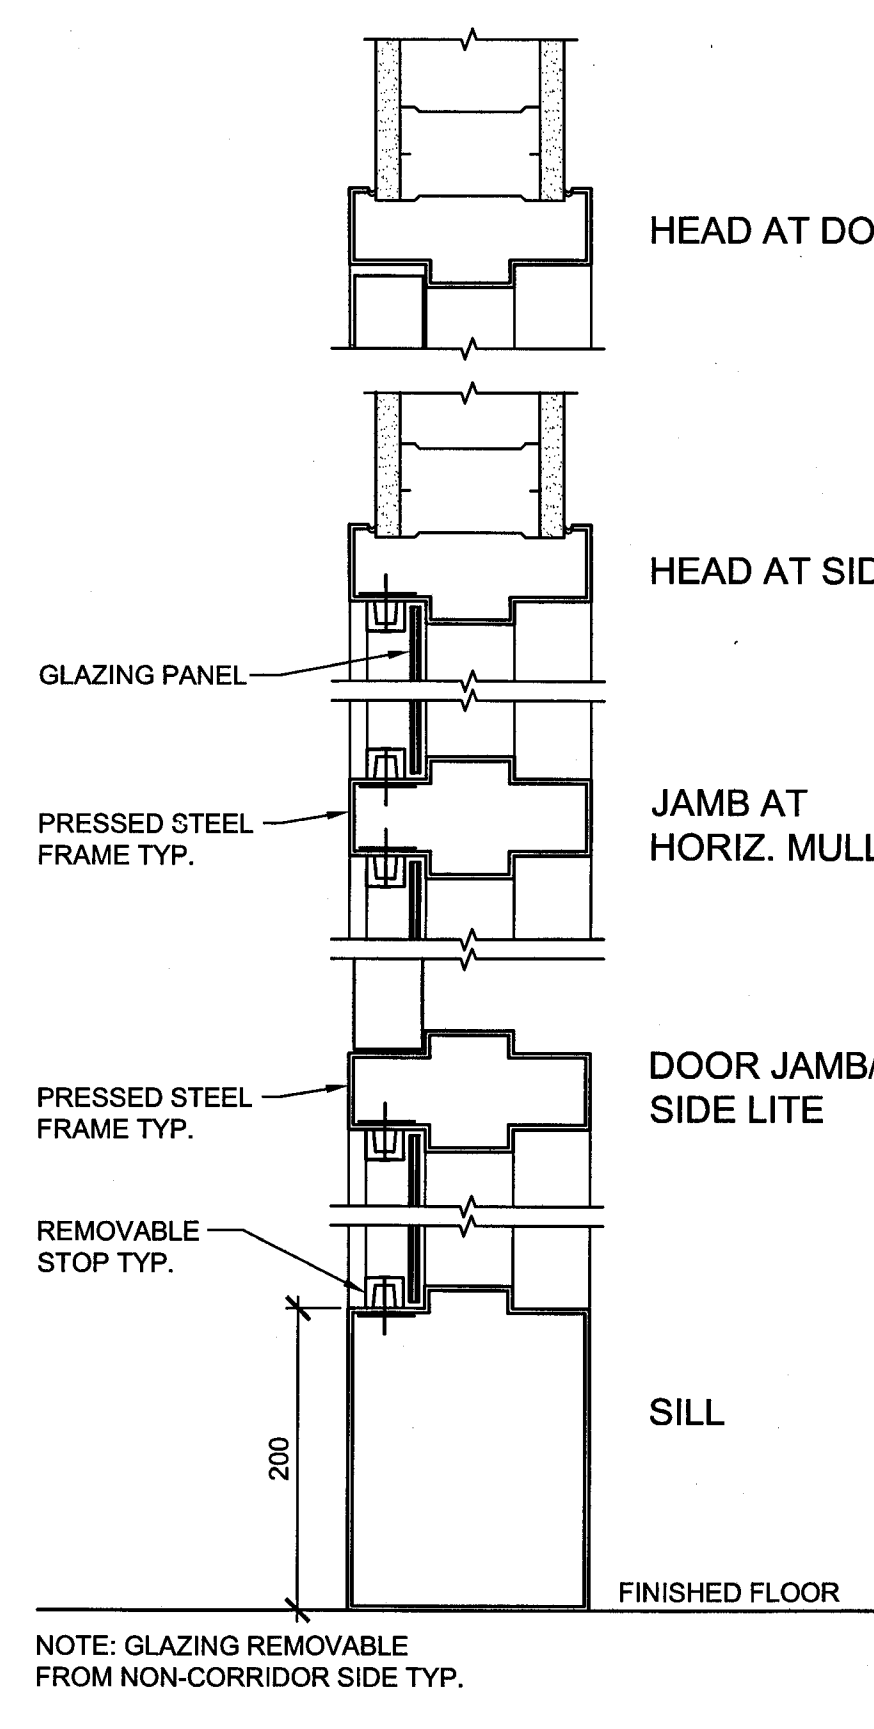 HEAD AT DO
HEAD AT SID
GLAZING PANEL
JAMB AT
HORIZ. MULL
PRESSED STEEL
FRAME TYP.
DOOR JAMB/
SIDE LITE
PRESSED STEEL
FRAME TYP.
REMOVABLE
STOP TYP.
SILL
200
FINISHED FLOOR
NOTE: GLAZING REMOVABLE
FROM NON-CORRIDOR SIDE TYP.